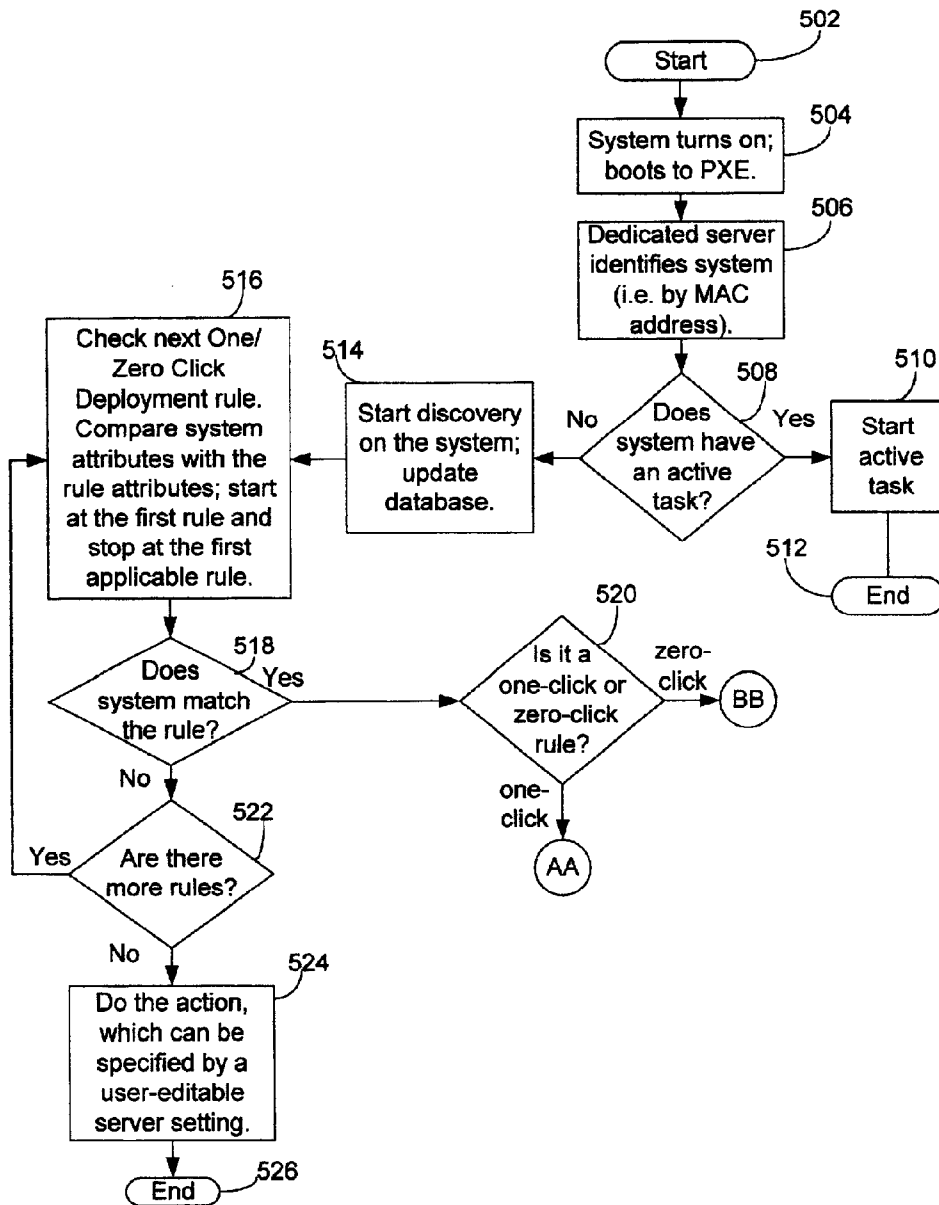 502
Start
504
System turns on;
boots to PXE.
506
Dedicated server
identifies system
(i.e. by MAC
address).
508
Does
system have
an active
task?
No
Yes
510
Start
active
task
512
End
514
Start discovery
on the system;
update
database.
516
Check next One/
Zero Click
Deployment rule.
Compare system
attributes with the
rule attributes; start
at the first rule and
stop at the first
applicable rule.
518
Does
system match
the rule?
Yes
No
520
Is it a
one-click or
zero-click
rule?
zero-
click
BB
one-
click
AA
522
Are there
more rules?
Yes
No
524
Do the action,
which can be
specified by a
user-editable
server setting.
End
526